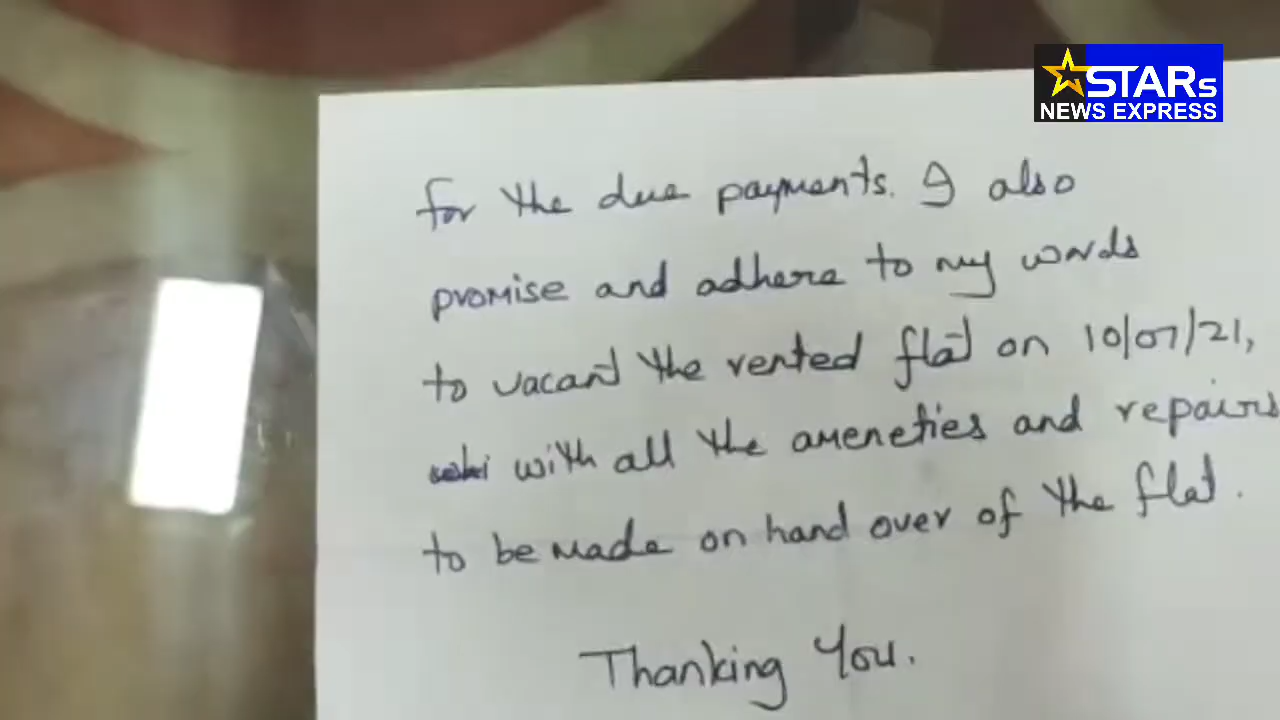 STARs
NEWS EXPRESS
for the due payments. I also
promise and adhere to my words
to vacant the rented flat on 10/07/21,
with all the ameneties and repairs
to be made on hand over of the flat.
Thanking You.